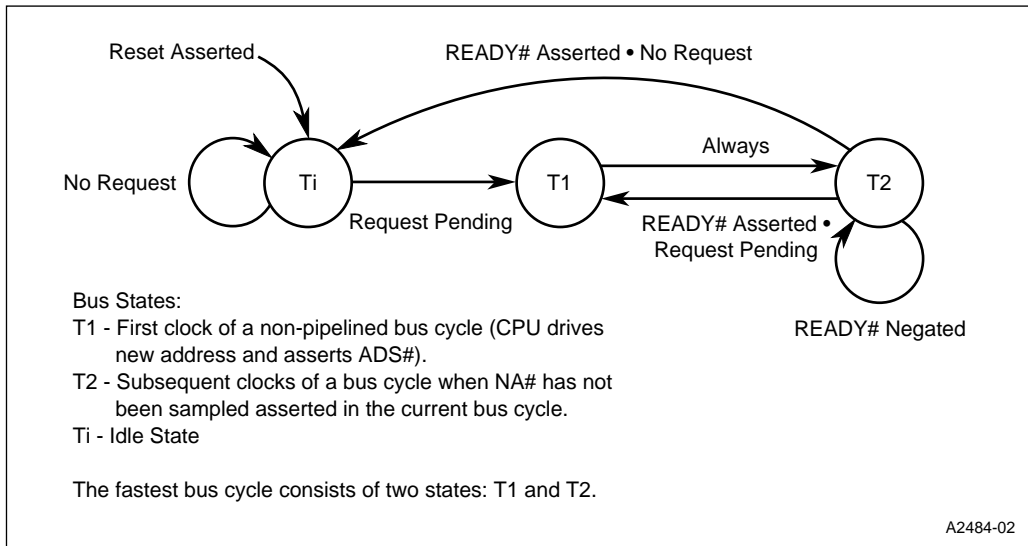 Reset Asserted
READY# Asserted • No Request
Always
No Request
Ti
T1
T2
Request Pending
READY# Asserted •
Request Pending
READY# Negated
Bus States:
T1 - First clock of a non-pipelined bus cycle (CPU drives
new address and asserts ADS#).
T2 - Subsequent clocks of a bus cycle when NA# has not
been sampled asserted in the current bus cycle.
Ti - Idle State
The fastest bus cycle consists of two states: T1 and T2.
A2484-02